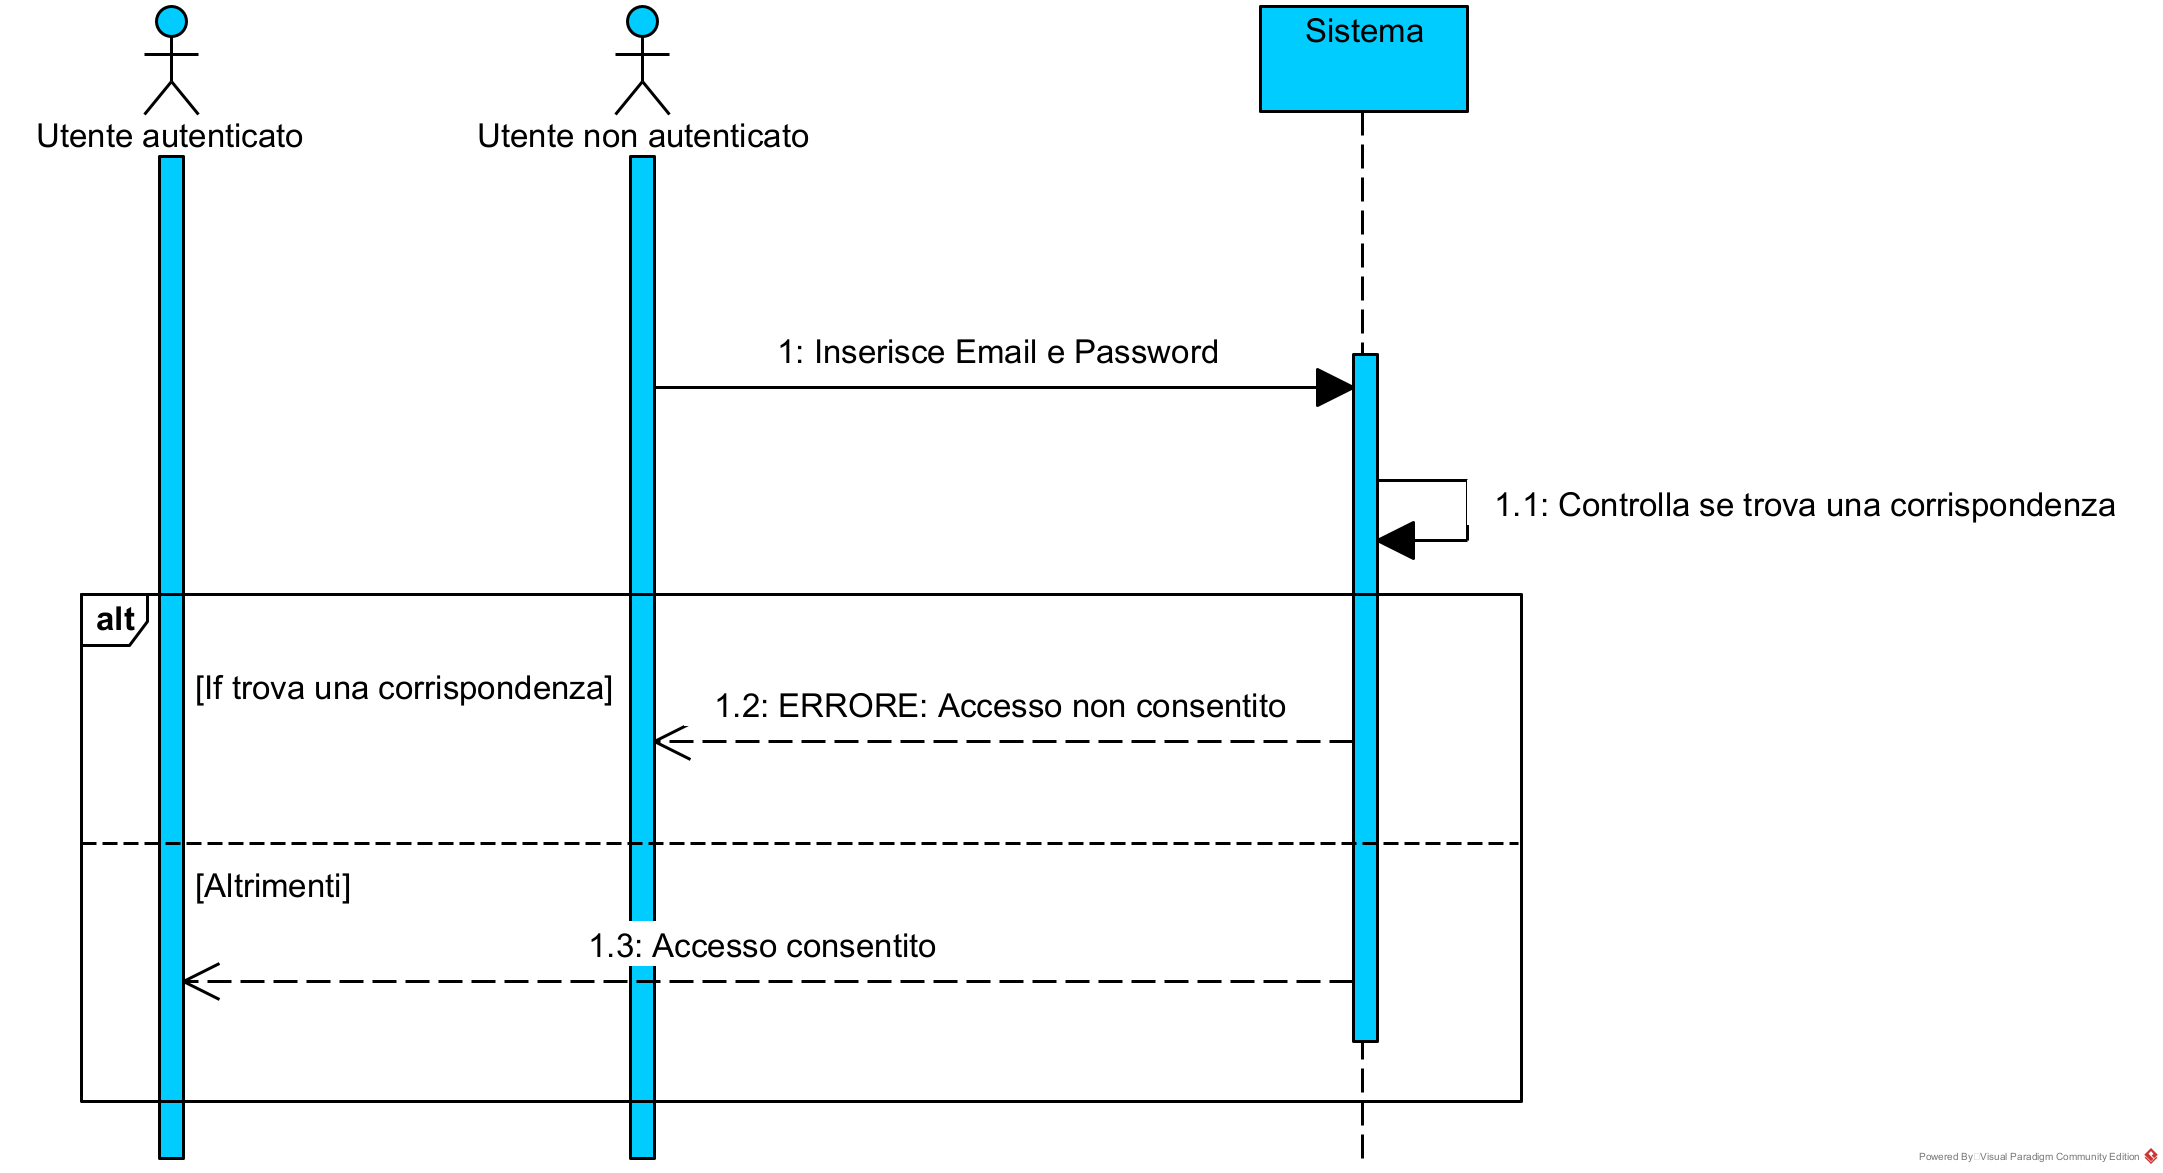 Sistema
Utente autenticato
Utente non autenticato
1: Inserisce Email e Password
1.1: Controlla se trova una corrispondenza
alt
[If trova una corrispondenza]
1.2: ERRORE: Accesso non consentito
[Altrimenti]
1.3: Accesso consentito
Powered By Visual Paradigm Community Edition